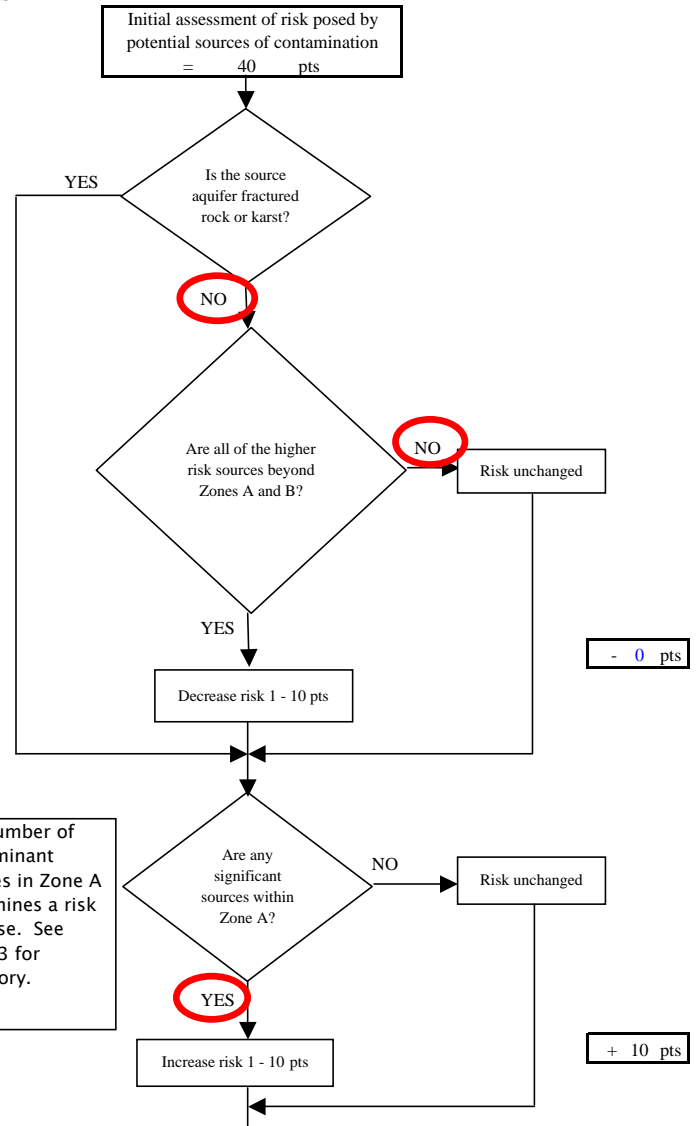 Initial assessment of risk posed by
potential sources of contamination
= 40 pts
YES
Is the source
aquifer fractured
rock or karst?
NO
Are all of the higher
risk sources beyond
Zones A and B?
NO
Risk unchanged
YES
- 0 pts
Decrease risk 1 - 10 pts
umber of
minant
es in Zone A
mines a risk
se. See
3 for
ory.
Are any
significant
sources within
Zone A?
NO
Risk unchanged
YES
Increase risk 1 - 10 pts
+ 10 pts